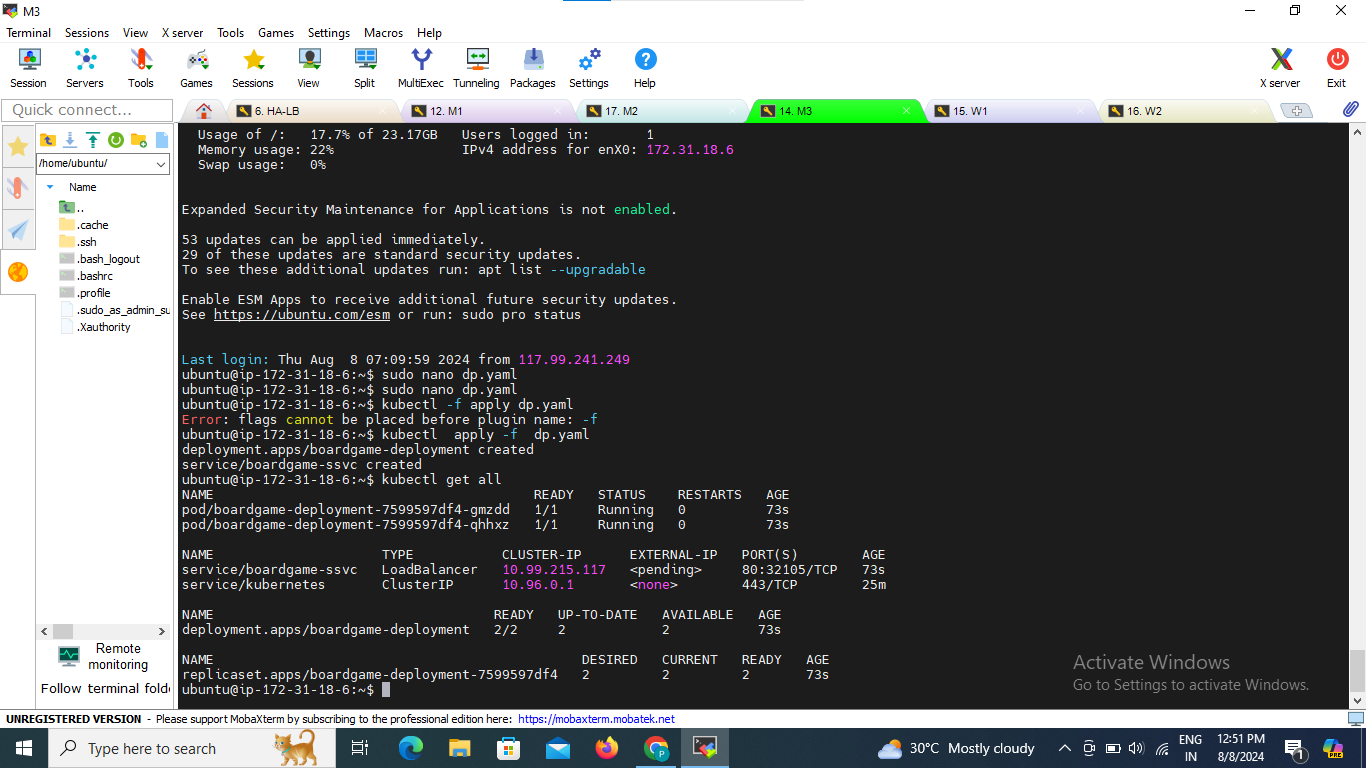 M3
Terminal Sessions View X server Tools Games Settings Macros Help
Session Servers Tools Games Sessions View Split MultiExec Tunneling Packages Settings Help X server Exit
Quick connect...
6. HA-LB 12. M1 17. M2 14. M3 15. W1 16. W2
/home/ubuntu/
Name
..
.cache
.ssh
.bash_logout
.bashrc
.profile
.sudo_as_admin_su
.Xauthority
Remote
monitoring
Follow terminal folde
Usage of /: 17.7% of 23.17GB Users logged in: 1
Memory usage: 22% IPv4 address for enX0: 172.31.18.6
Swap usage: 0%
Expanded Security Maintenance for Applications is not enabled.
53 updates can be applied immediately.
29 of these updates are standard security updates.
To see these additional updates run: apt list --upgradable
Enable ESM Apps to receive additional future security updates.
See https://ubuntu.com/esm or run: sudo pro status
Last login: Thu Aug  8 07:09:59 2024 from 117.99.241.249
ubuntu@ip-172-31-18-6:~$ sudo nano dp.yaml
ubuntu@ip-172-31-18-6:~$ sudo nano dp.yaml
ubuntu@ip-172-31-18-6:~$ kubectl -f apply dp.yaml
Error: flags cannot be placed before plugin name: -f
ubuntu@ip-172-31-18-6:~$ kubectl  apply -f  dp.yaml
deployment.apps/boardgame-deployment created
service/boardgame-ssvc created
ubuntu@ip-172-31-18-6:~$ kubectl get all
NAME READY STATUS RESTARTS AGE
pod/boardgame-deployment-7599597df4-gmzdd 1/1 Running 0 73s
pod/boardgame-deployment-7599597df4-qhhxz 1/1 Running 0 73s
NAME TYPE CLUSTER-IP EXTERNAL-IP PORT(S) AGE
service/boardgame-ssvc LoadBalancer 10.99.215.117 <pending> 80:32105/TCP 73s
service/kubernetes ClusterIP 10.96.0.1 <none> 443/TCP 25m
NAME READY UP-TO-DATE AVAILABLE AGE
deployment.apps/boardgame-deployment 2/2 2 2 73s
NAME DESIRED CURRENT READY AGE
replicaset.apps/boardgame-deployment-7599597df4 2 2 2 73s
ubuntu@ip-172-31-18-6:~$
Activate Windows
Go to Settings to activate Windows.
UNREGISTERED VERSION - Please support MobaXterm by subscribing to the professional edition here: https://mobaxterm.mobatek.net
Type here to search
30°C Mostly cloudy
ENG
IN
12:51 PM
8/8/2024
1
PRE